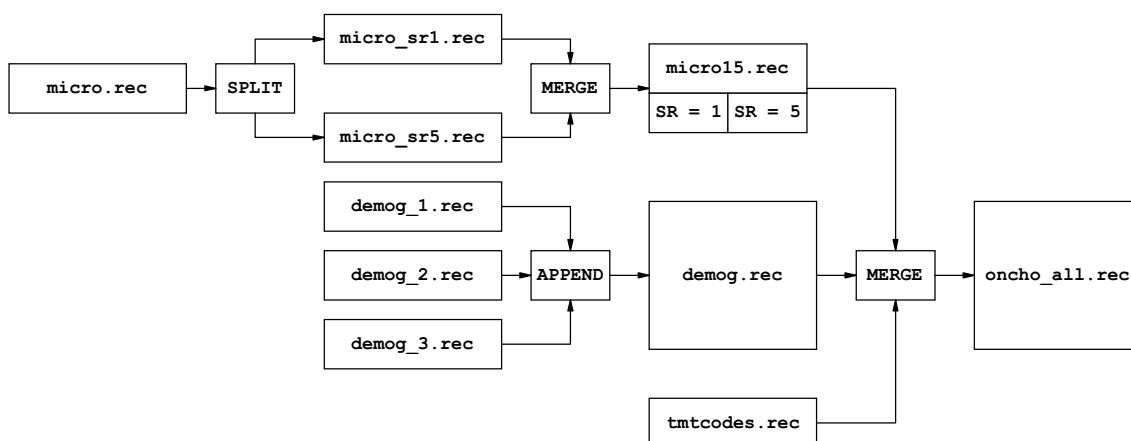 micro_sr1.rec
micro.rec
SPLIT
MERGE
micro15.rec
SR = 1
SR = 5
micro_sr5.rec
demog_1.rec
demog_2.rec
APPEND
demog.rec
MERGE
oncho_all.rec
demog_3.rec
tmtcodes.rec